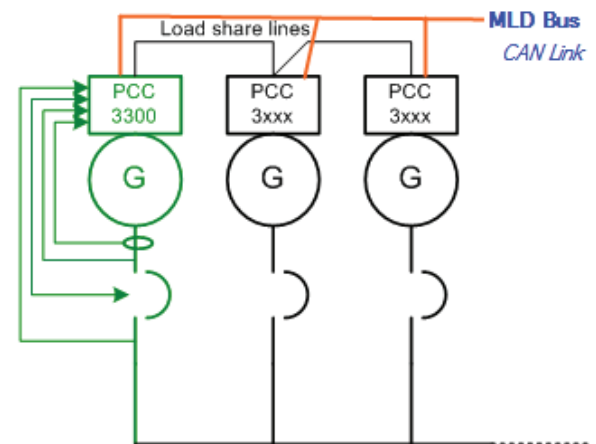 Load share lines
MLD Bus
CAN Link
PCC
3300
PCC
3xxx
PCC
3xxx
G
G
G